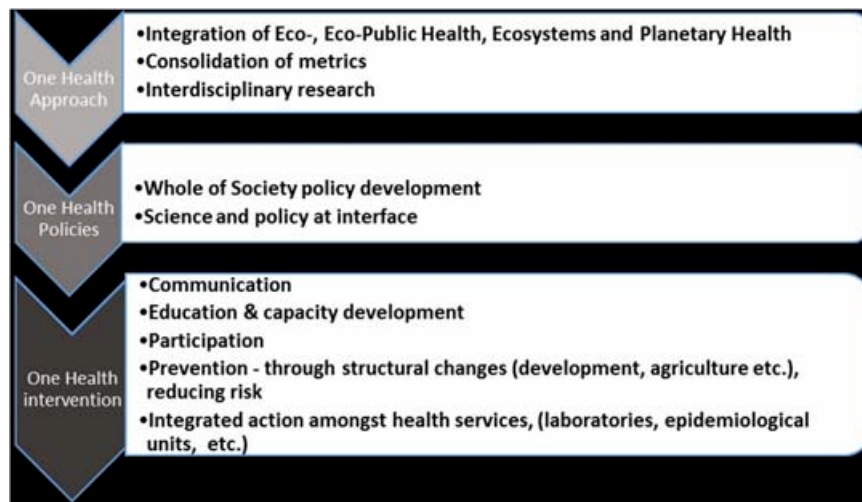 One Health
Approach
•Integration of Eco-, Eco-Public Health, Ecosystems and Planetary Health
•Consolidation of metrics
•Interdisciplinary research
One Health
Policies
•Whole of Society policy development
•Science and policy at interface
One Health
intervention
•Communication
•Education & capacity development
•Participation
•Prevention - through structural changes (development, agriculture etc.),
reducing risk
•Integrated action amongst health services, (laboratories, epidemiological
units, etc.)